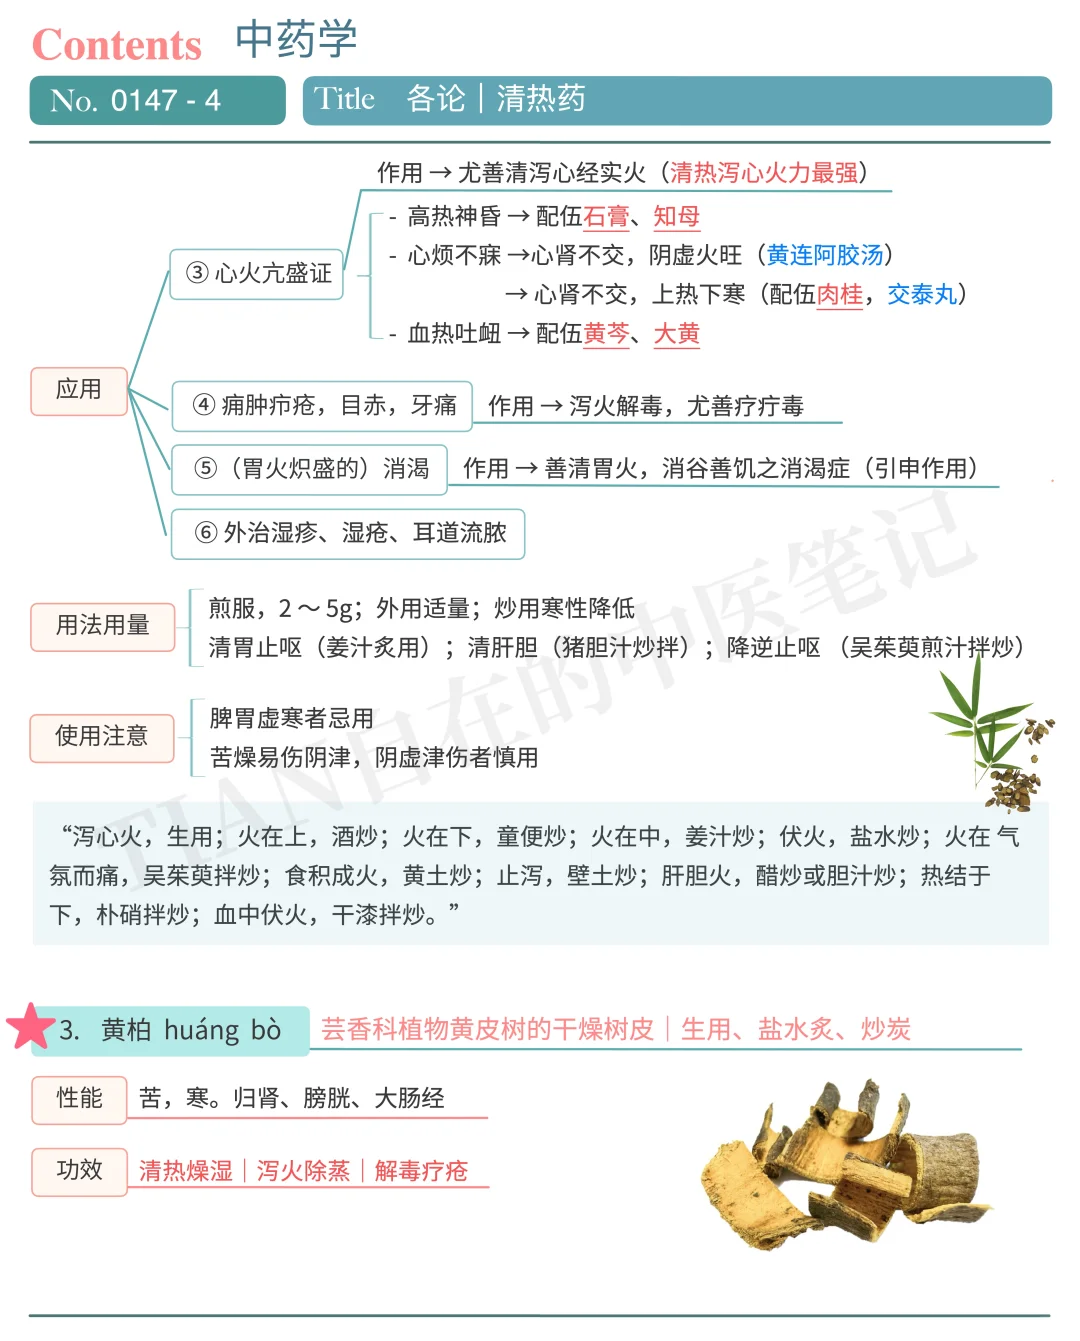 Contents 中药学
No. 0147 - 4
Title 各论｜清热药
作用 → 尤善清泻心经实火（清热泻心火力最强）
- 高热神昏 → 配伍石膏、知母
③ 心火亢盛证
- 心烦不寐 →心肾不交，阴虚火旺（黄连阿胶汤）
→ 心肾不交，上热下寒（配伍肉桂，交泰丸）
- 血热吐衄 → 配伍黄芩、大黄
应用
④ 痈肿疖疮，目赤，牙痛 作用 → 泻火解毒，尤善疗疔毒
⑤（胃火炽盛的）消渴 作用 → 善清胃火，消谷善饥之消渴症（引申作用）
⑥ 外治湿疹、湿疮、耳道流脓
用法用量
煎服，2 ～ 5g；外用适量；炒用寒性降低
清胃止呕（姜汁炙用）；清肝胆（猪胆汁炒拌）；降逆止呕 （吴茱萸煎汁拌炒）
使用注意
脾胃虚寒者忌用
苦燥易伤阴津，阴虚津伤者慎用
“泻心火，生用；火在上，酒炒；火在下，童便炒；火在中，姜汁炒；伏火，盐水炒；火在 气
氛而痛，吴茱萸拌炒；食积成火，黄土炒；止泻，壁土炒；肝胆火，醋炒或胆汁炒；热结于
下，朴硝拌炒；血中伏火，干漆拌炒。”
TIAN自在的中医笔记
3. 黄柏 huáng bò 芸香科植物黄皮树的干燥树皮｜生用、盐水炙、炒炭
性能 苦，寒。归肾、膀胱、大肠经
功效 清热燥湿｜泻火除蒸｜解毒疗疮